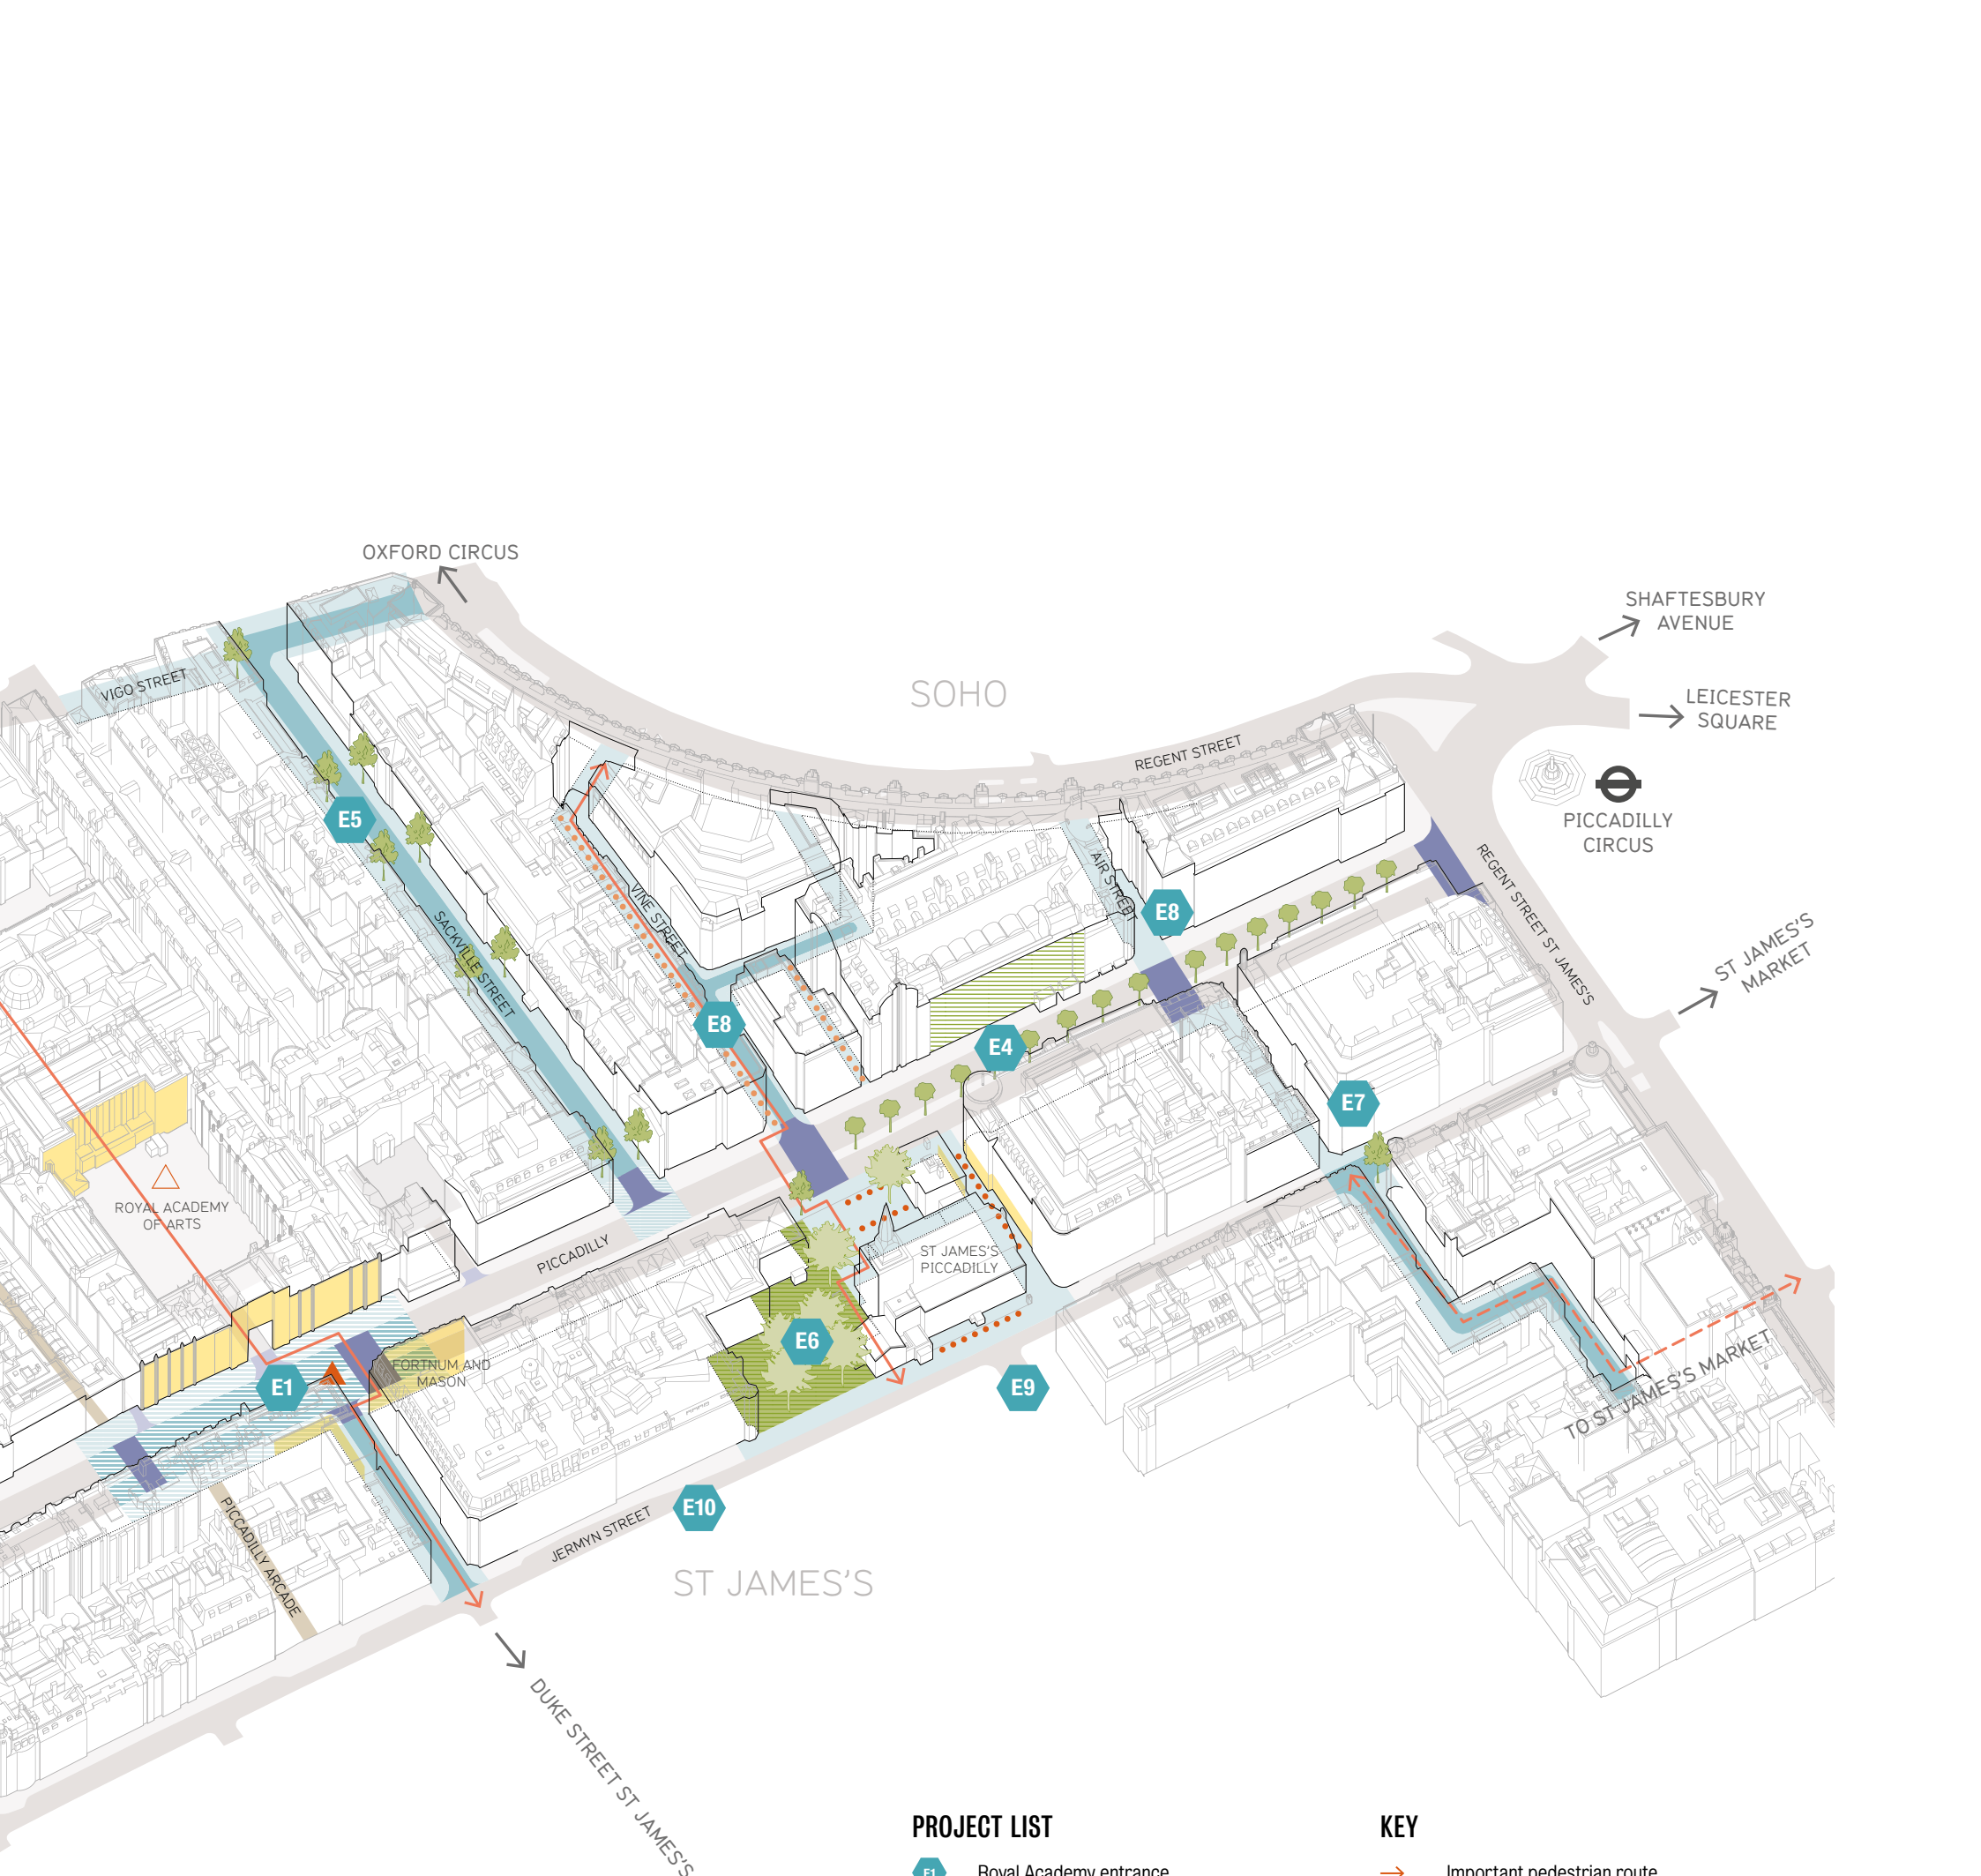 OXFORD CIRCUS
SHAFTESBURY
AVENUE
SOHO
LEICESTER
SQUARE
VIGO STREET
REGENT STREET
PICCADILLY
CIRCUS
E5
AIR STREET
REGENT STREET ST JAMES'S
VINE STREET
E8
SACKVILLE STREET
ST JAMES'S
MARKET
E8
E4
E7
ROYAL ACADEMY
OF ARTS
PICCADILLY
ST JAMES'S
PICCADILLY
E6
FORTNUM AND
MASON
E1
E9
TO ST JAMES'S MARKET
PICCADILLY ARCADE
E10
JERMYN STREET
ST JAMES'S
DUKE STREET ST JAMES'S
PROJECT LIST
KEY
E1 Royal Academy entrance
Important pedestrian route